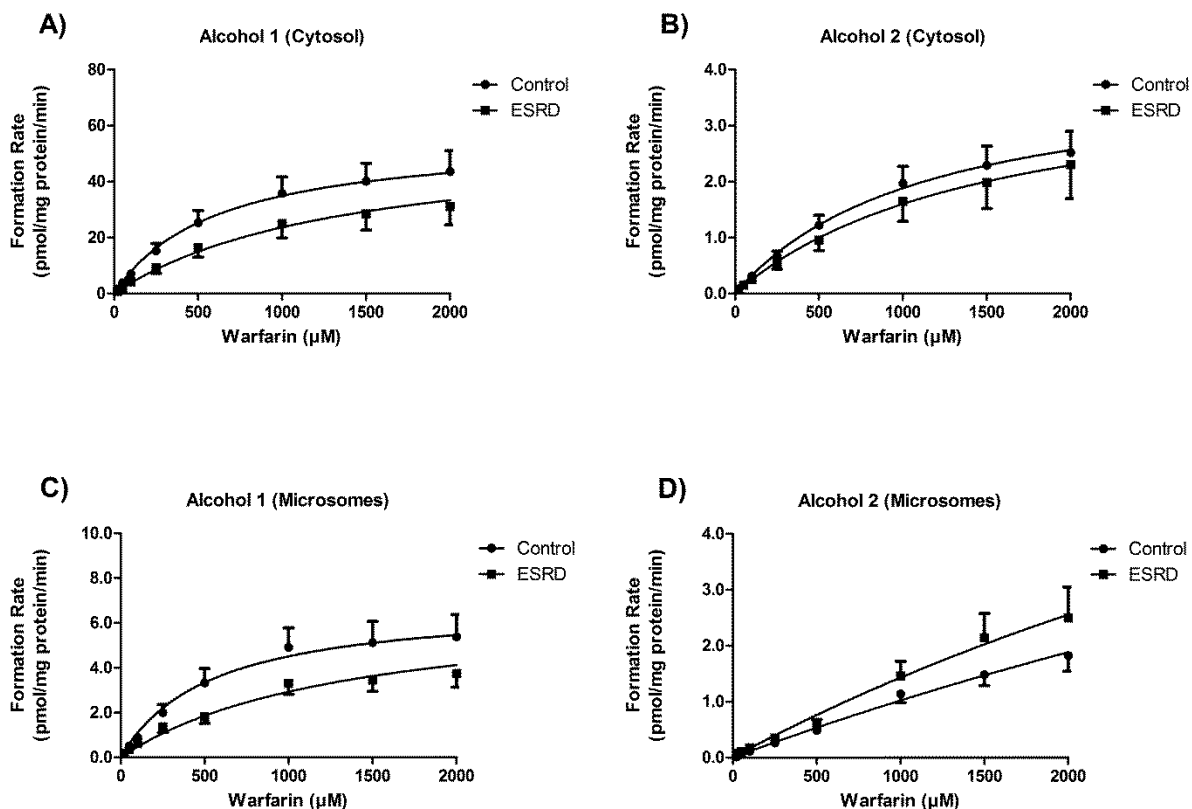 A)
Alcohol 1 (Cytosol)
Formation Rate
(pmol/mg protein/min)
80
60
40
20
0
0 500 1000 1500 2000
Warfarin (µM)
Control
ESRD
B)
Alcohol 2 (Cytosol)
Formation Rate
(pmol/mg protein/min)
4.0
3.0
2.0
1.0
0.0
0 500 1000 1500 2000
Warfarin (µM)
Control
ESRD
C)
Alcohol 1 (Microsomes)
Formation Rate
(pmol/mg protein/min)
10.0
8.0
6.0
4.0
2.0
0.0
0 500 1000 1500 2000
Warfarin (µM)
Control
ESRD
D)
Alcohol 2 (Microsomes)
Formation Rate
(pmol/mg protein/min)
4.0
3.0
2.0
1.0
0.0
0 500 1000 1500 2000
Warfarin (µM)
Control
ESRD